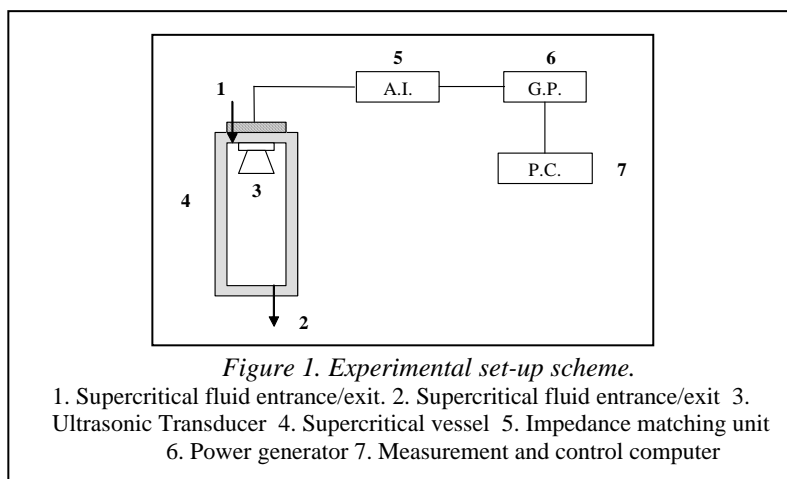 5
6
1
A.I.
G.P.
P.C.
7
3
4
2
Figure 1. Experimental set-up scheme.
1. Supercritical fluid entrance/exit. 2. Supercritical fluid entrance/exit 3.
Ultrasonic Transducer 4. Supercritical vessel 5. Impedance matching unit
6. Power generator 7. Measurement and control computer